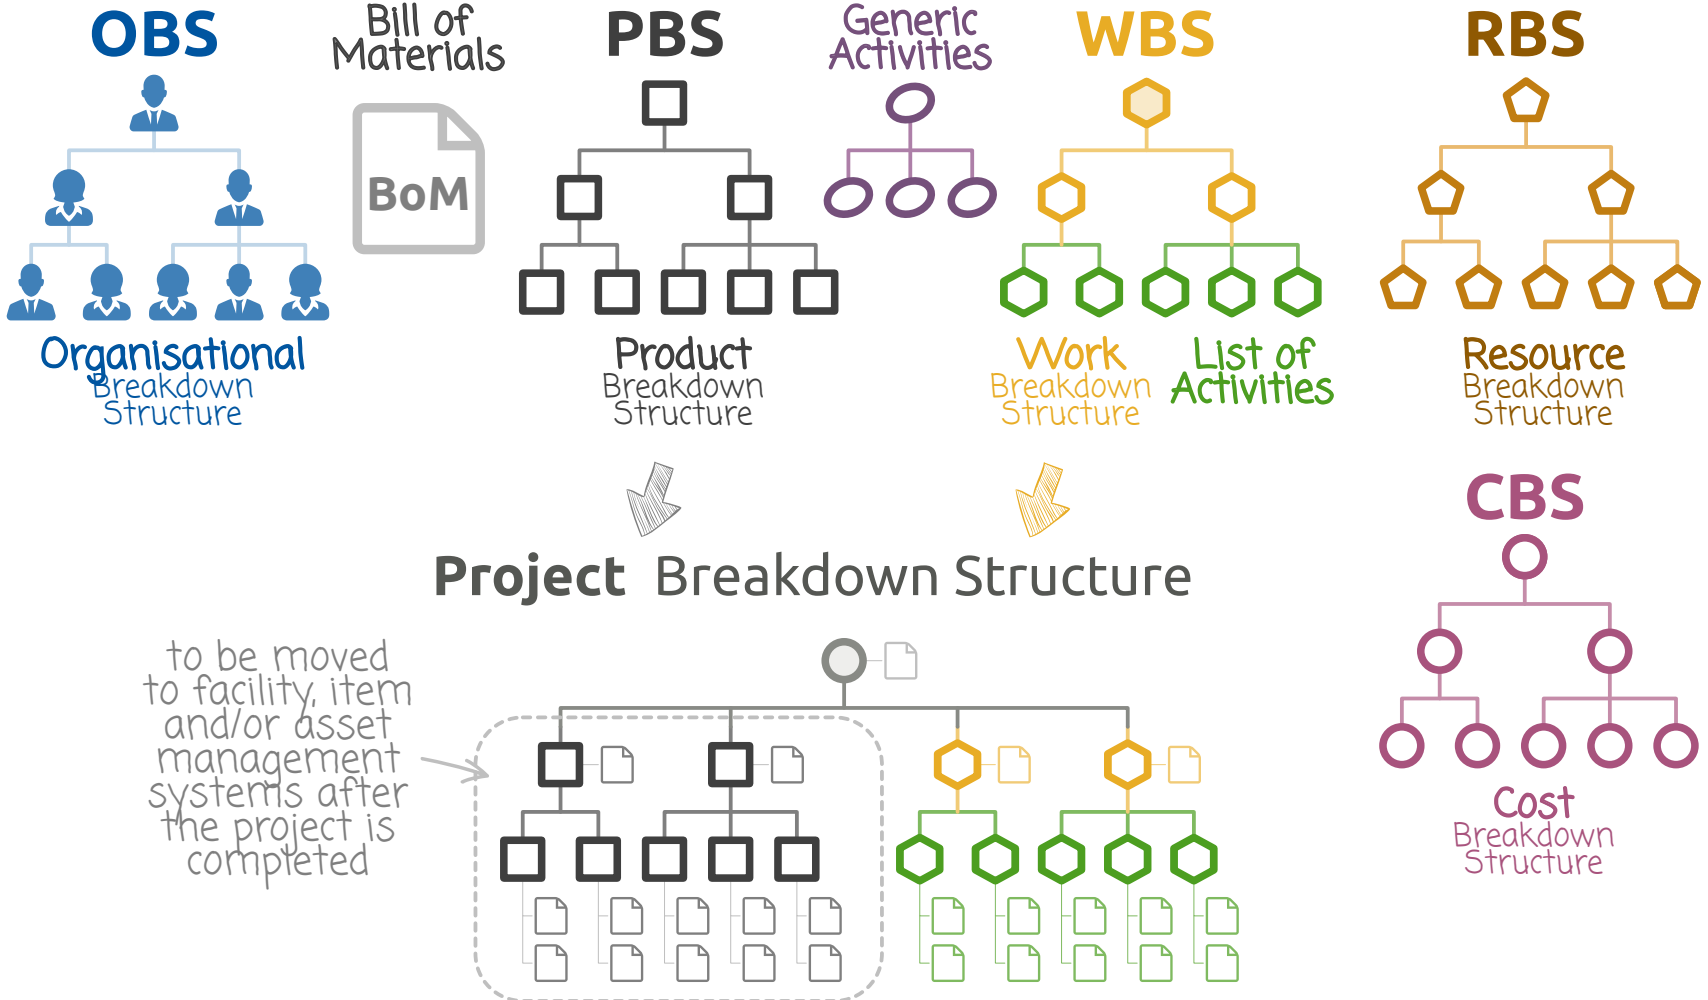 OBS
Bill of
Materials
PBS
Generic
Activities
WBS
RBS
BoM
Organisational
Breakdown
Structure
Product
Breakdown
Structure
Work
Breakdown
Structure
List of
Activities
Resource
Breakdown
Structure
CBS
Project Breakdown Structure
to be moved
to facility, item
and/or asset
management
systems after
the project is
completed
Cost
Breakdown
Structure